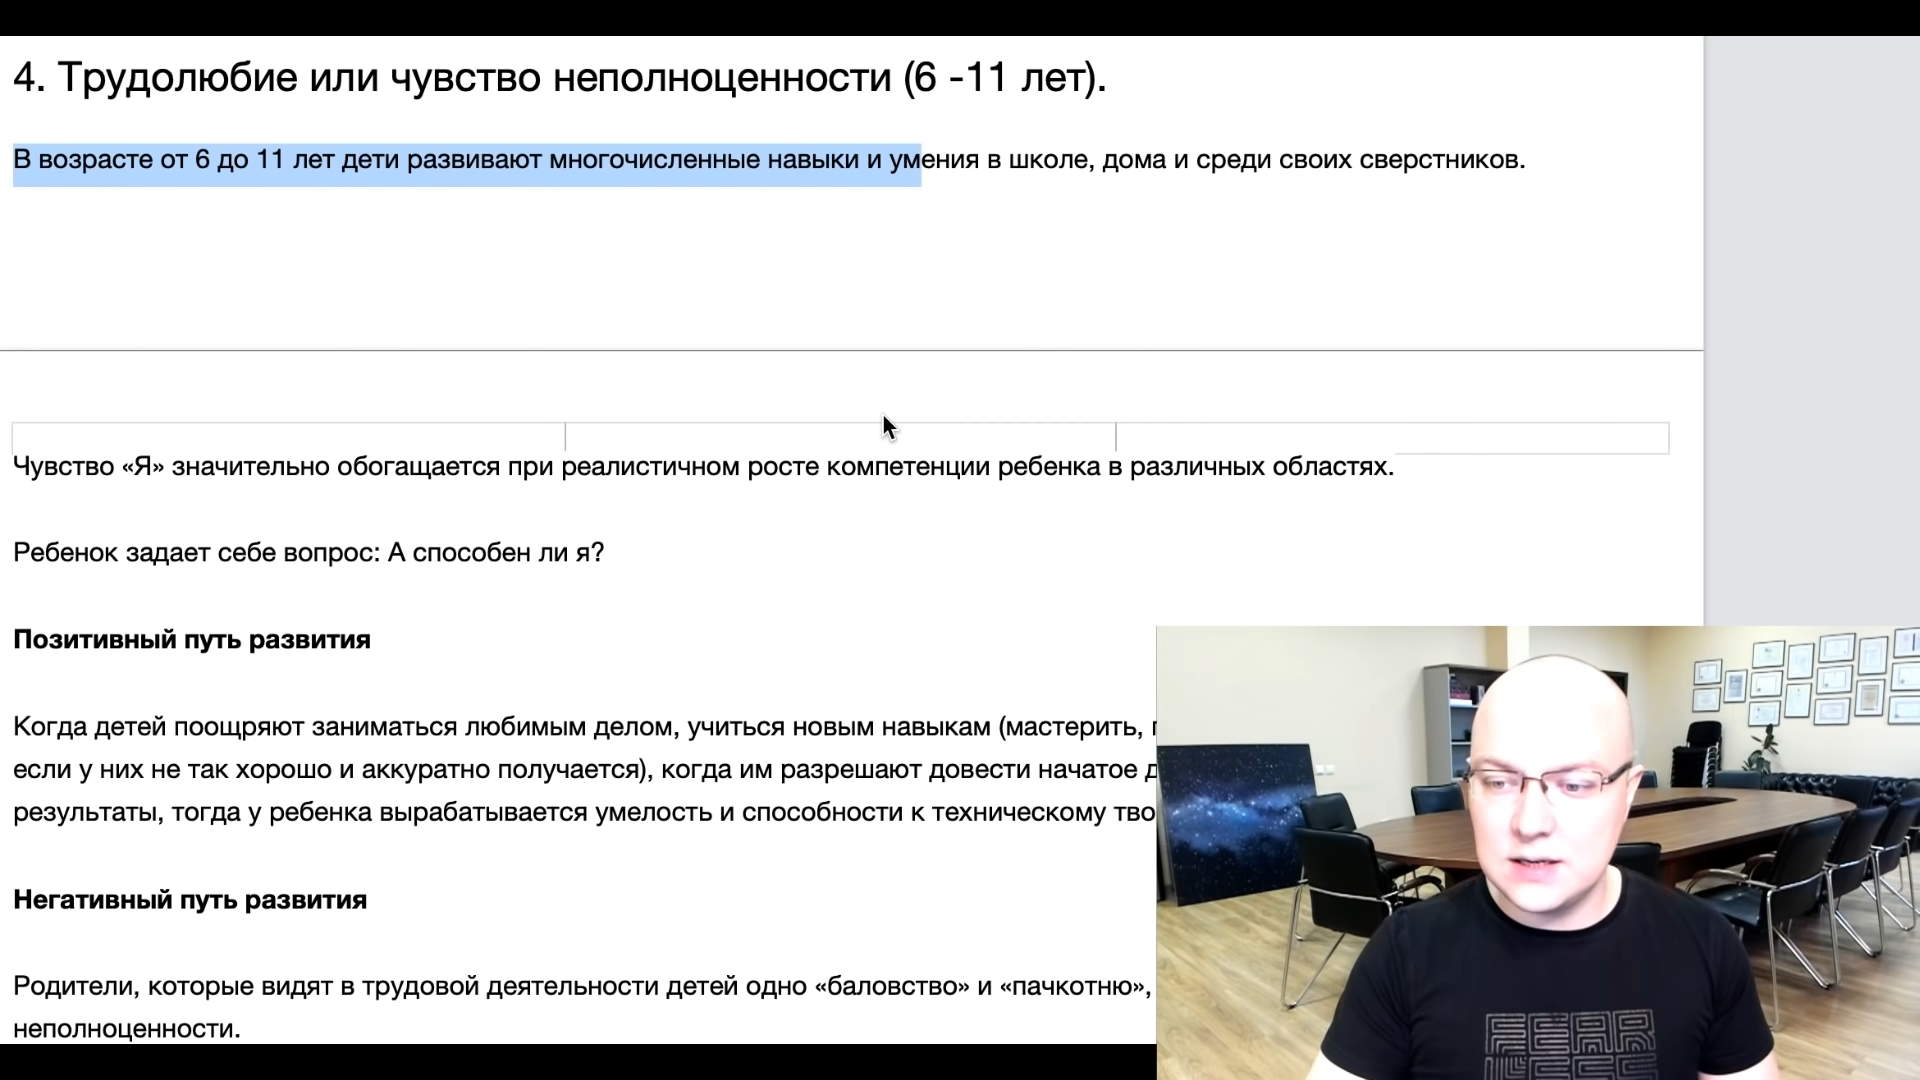 4. Трудолюбие или чувство неполноценности (6 -11 лет).
В возрасте от 6 до 11 лет дети развивают многочисленные навыки и умения в школе, дома и среди своих сверстников.
Чувство «Я» значительно обогащается при реалистичном росте компетенции ребенка в различных областях.
Ребенок задает себе вопрос: А способен ли я?
Позитивный путь развития
Когда детей поощряют заниматься любимым делом, учиться новым навыкам (мастерить,
если у них не так хорошо и аккуратно получается), когда им разрешают довести начатое
результаты, тогда у ребенка вырабатывается умелость и способности к техническому тво
Негативный путь развития
Родители, которые видят в трудовой деятельности детей одно «баловство» и «пачкотню»,
неполноценности.
FEAR
LESS